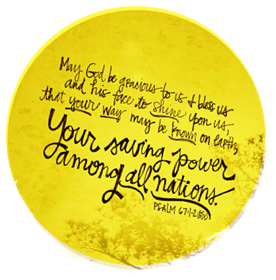 May God be gracious to us & bless us
and his face to shine upon us-
that your way may be known on earth,
Your saving power
among all nations.
PSALM 67:1-2